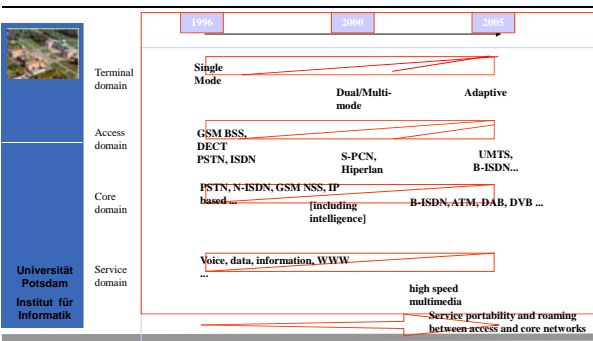 1996
2000
2005
Terminal
domain
Single
Mode
Dual/Multi-
mode
Adaptive
Access
domain
GSM BSS,
DECT
PSTN, ISDN
S-PCN,
Hiperlan
UMTS,
B-ISDN...
Core
domain
PSTN, N-ISDN, GSM NSS, IP
based ...
[including
intelligence]
B-ISDN, ATM, DAB, DVB ...
Service
domain
Voice, data, information, WWW
...
high speed
multimedia
Service portability and roaming
between access and core networks
Universität
Potsdam
Institut für
Informatik